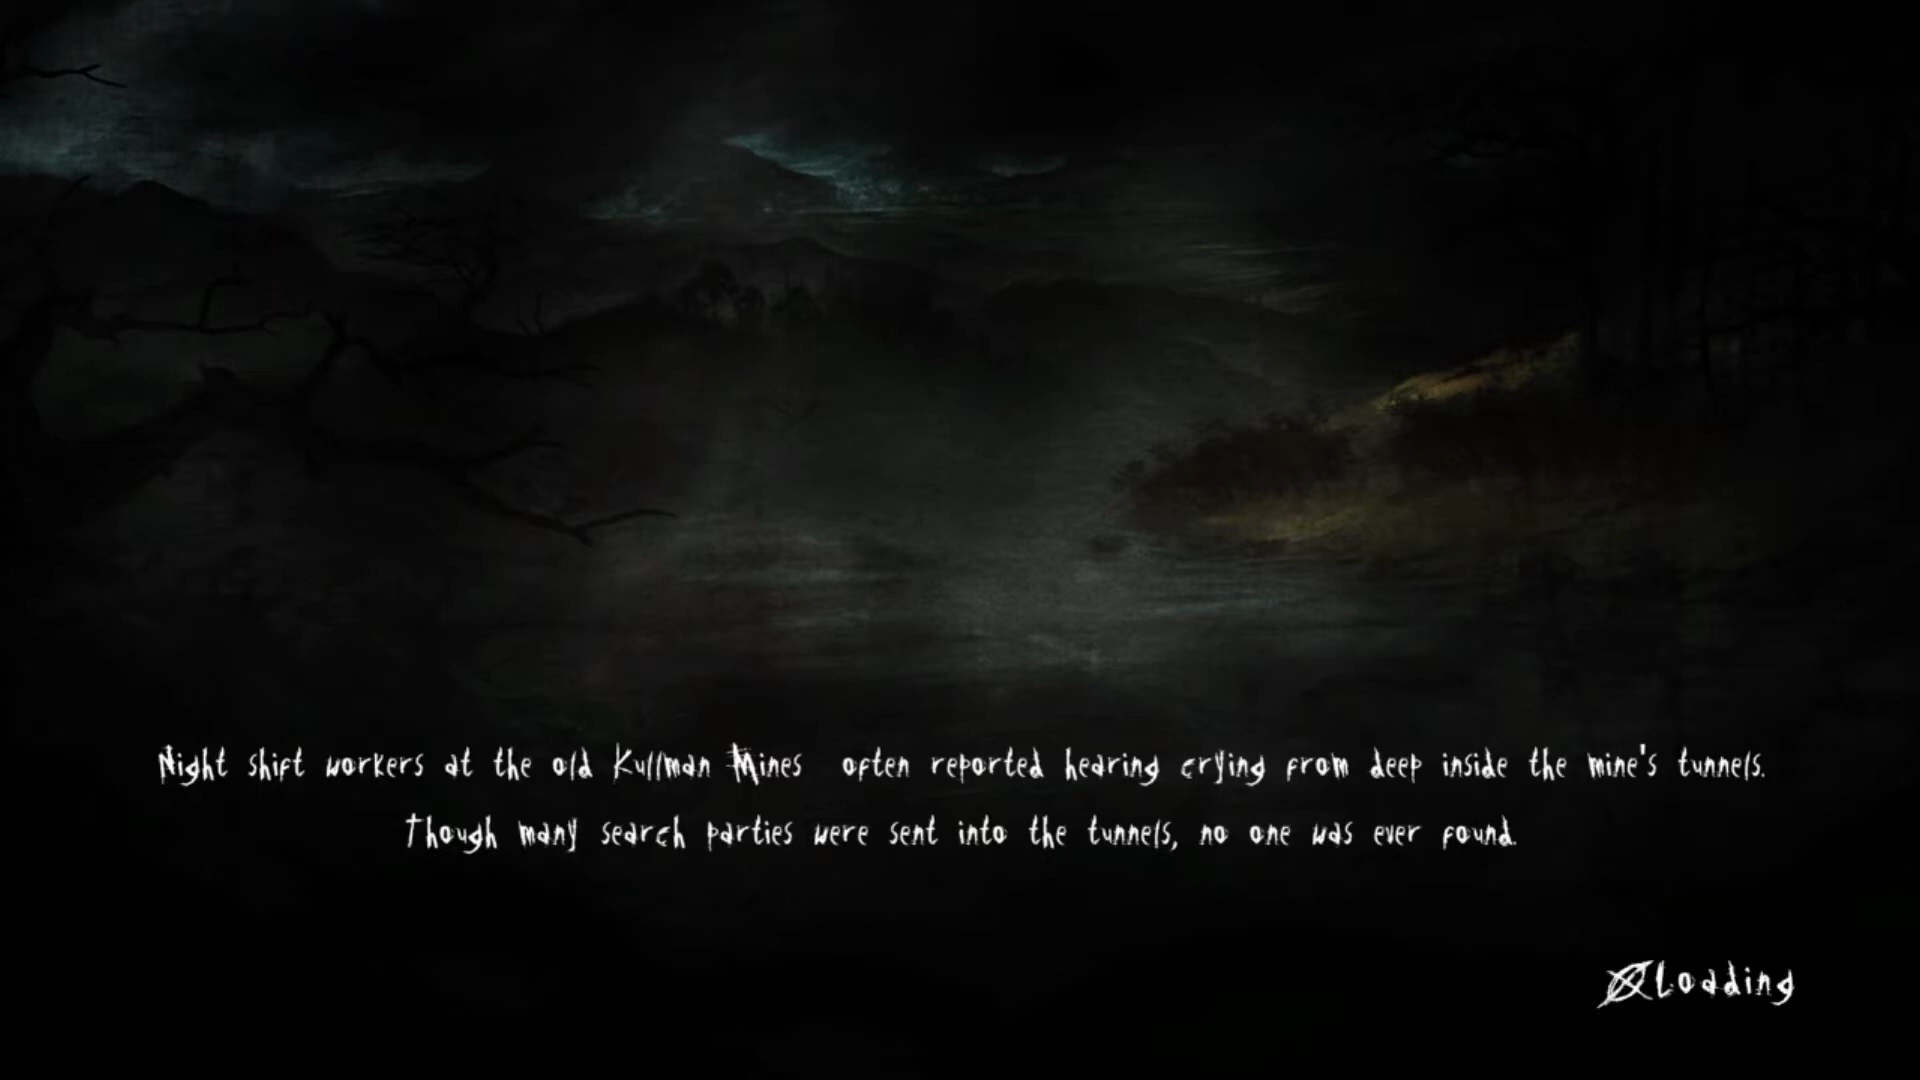 Night shift workers at the old Kullman Mines often reported hearing crying from deep inside the mine's tunnels.
Though many search parties were sent into the tunnels, no one was ever found.
Loading